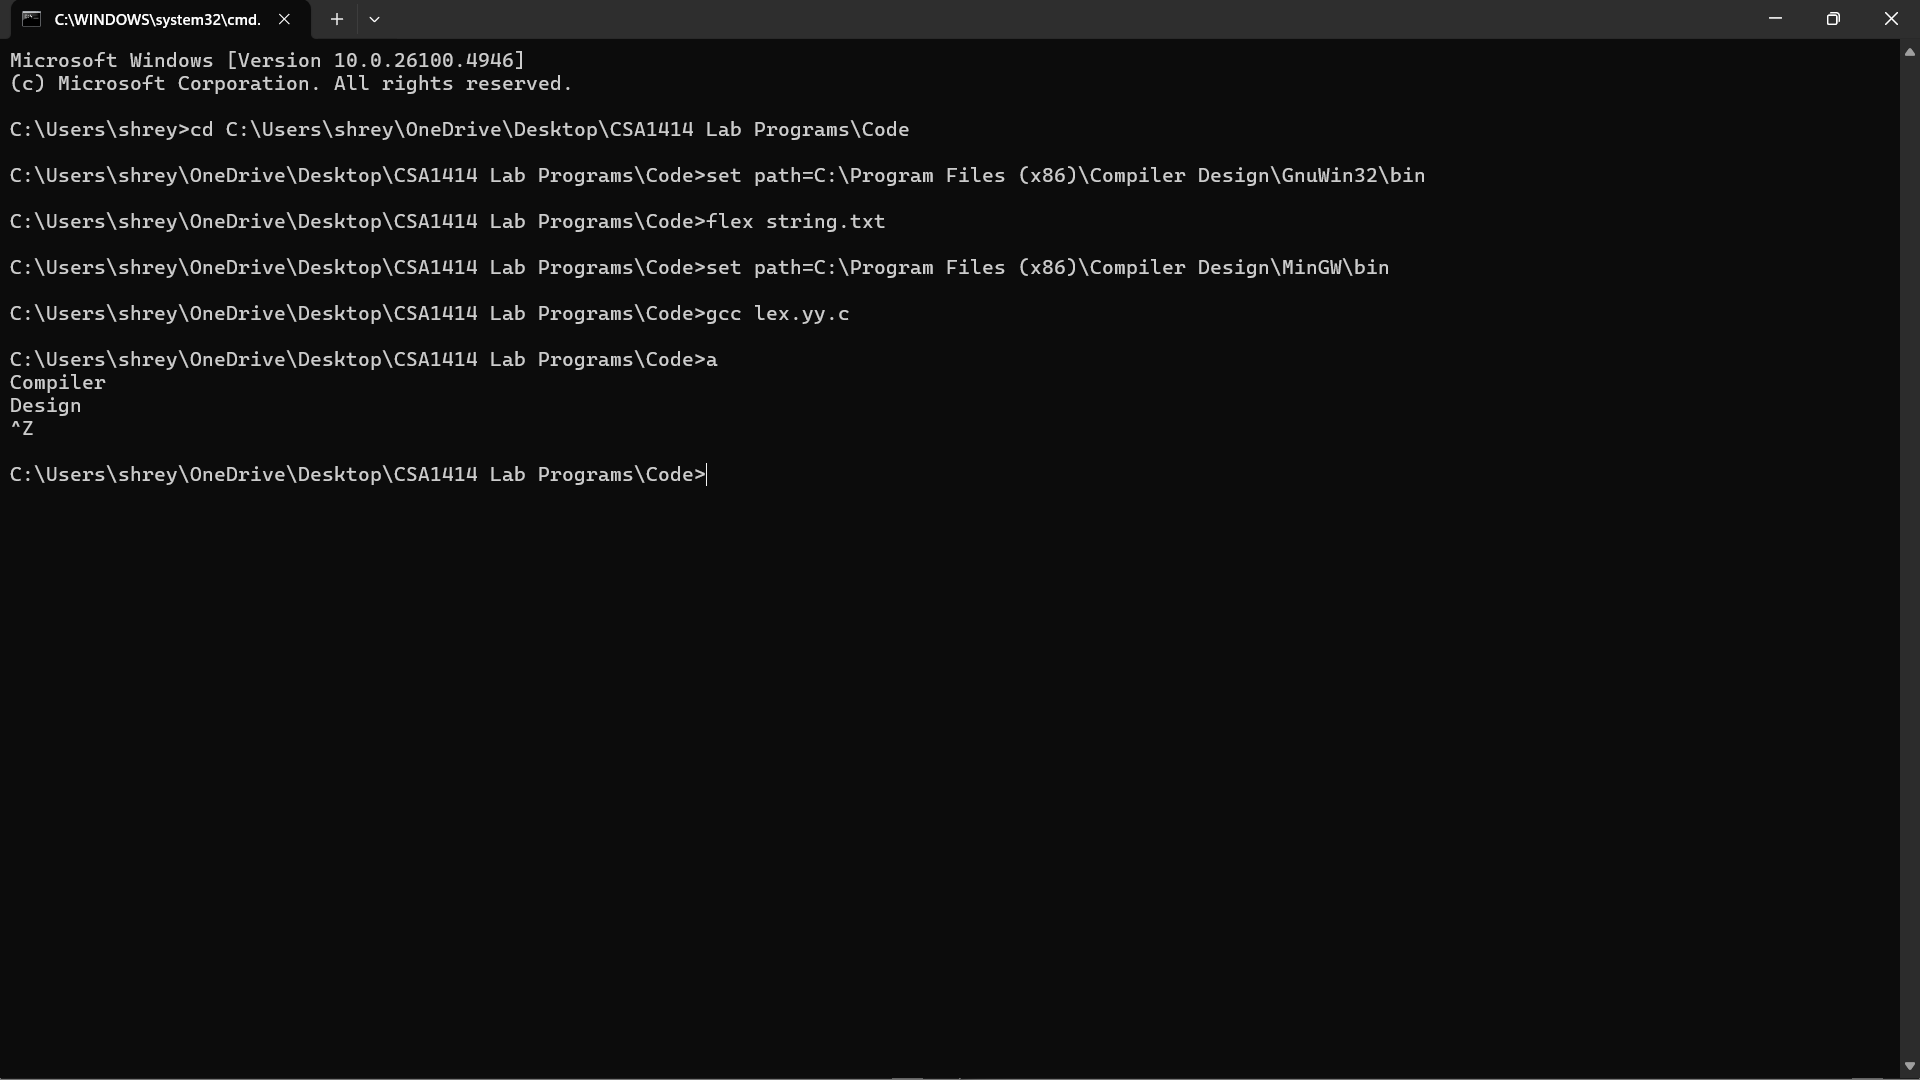 C:\WINDOWS\system32\cmd.
Microsoft Windows [Version 10.0.26100.4946]
(c) Microsoft Corporation. All rights reserved.
C:\Users\shrey>cd C:\Users\shrey\OneDrive\Desktop\CSA1414 Lab Programs\Code
C:\Users\shrey\OneDrive\Desktop\CSA1414 Lab Programs\Code>set path=C:\Program Files (x86)\Compiler Design\GnuWin32\bin
C:\Users\shrey\OneDrive\Desktop\CSA1414 Lab Programs\Code>flex string.txt
C:\Users\shrey\OneDrive\Desktop\CSA1414 Lab Programs\Code>set path=C:\Program Files (x86)\Compiler Design\MinGW\bin
C:\Users\shrey\OneDrive\Desktop\CSA1414 Lab Programs\Code>gcc lex.yy.c
C:\Users\shrey\OneDrive\Desktop\CSA1414 Lab Programs\Code>a
Compiler
Design
^Z
C:\Users\shrey\OneDrive\Desktop\CSA1414 Lab Programs\Code>